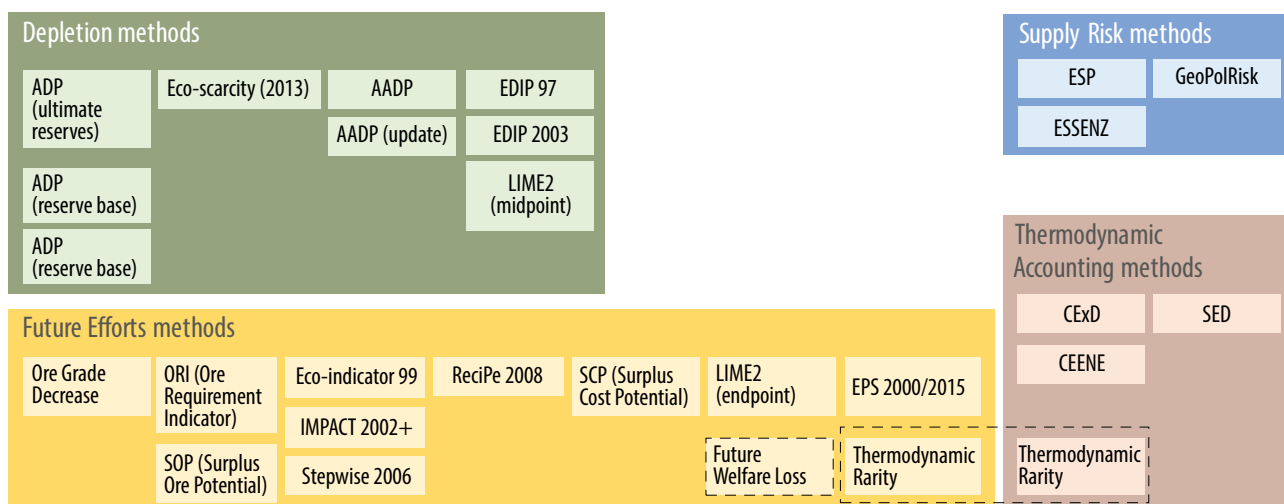 Depletion methods
ADP
(ultimate
reserves)
Eco-scarcity (2013)
AADP
EDIP 97
AADP (update)
EDIP 2003
ADP
(reserve base)
LIME2
(midpoint)
ADP
(reserve base)
Supply Risk methods
ESP
GeoPolRisk
ESSENZ
Thermodynamic
Accounting methods
CExD
SED
CEENE
Thermodynamic
Rarity
Future Efforts methods
Ore Grade
Decrease
ORI (Ore
Requirement
Indicator)
Eco-indicator 99
ReciPe 2008
SCP (Surplus
Cost Potential)
LIME2
(endpoint)
EPS 2000/2015
IMPACT 2002+
SOP (Surplus
Ore Potential)
Stepwise 2006
Future
Welfare Loss
Thermodynamic
Rarity